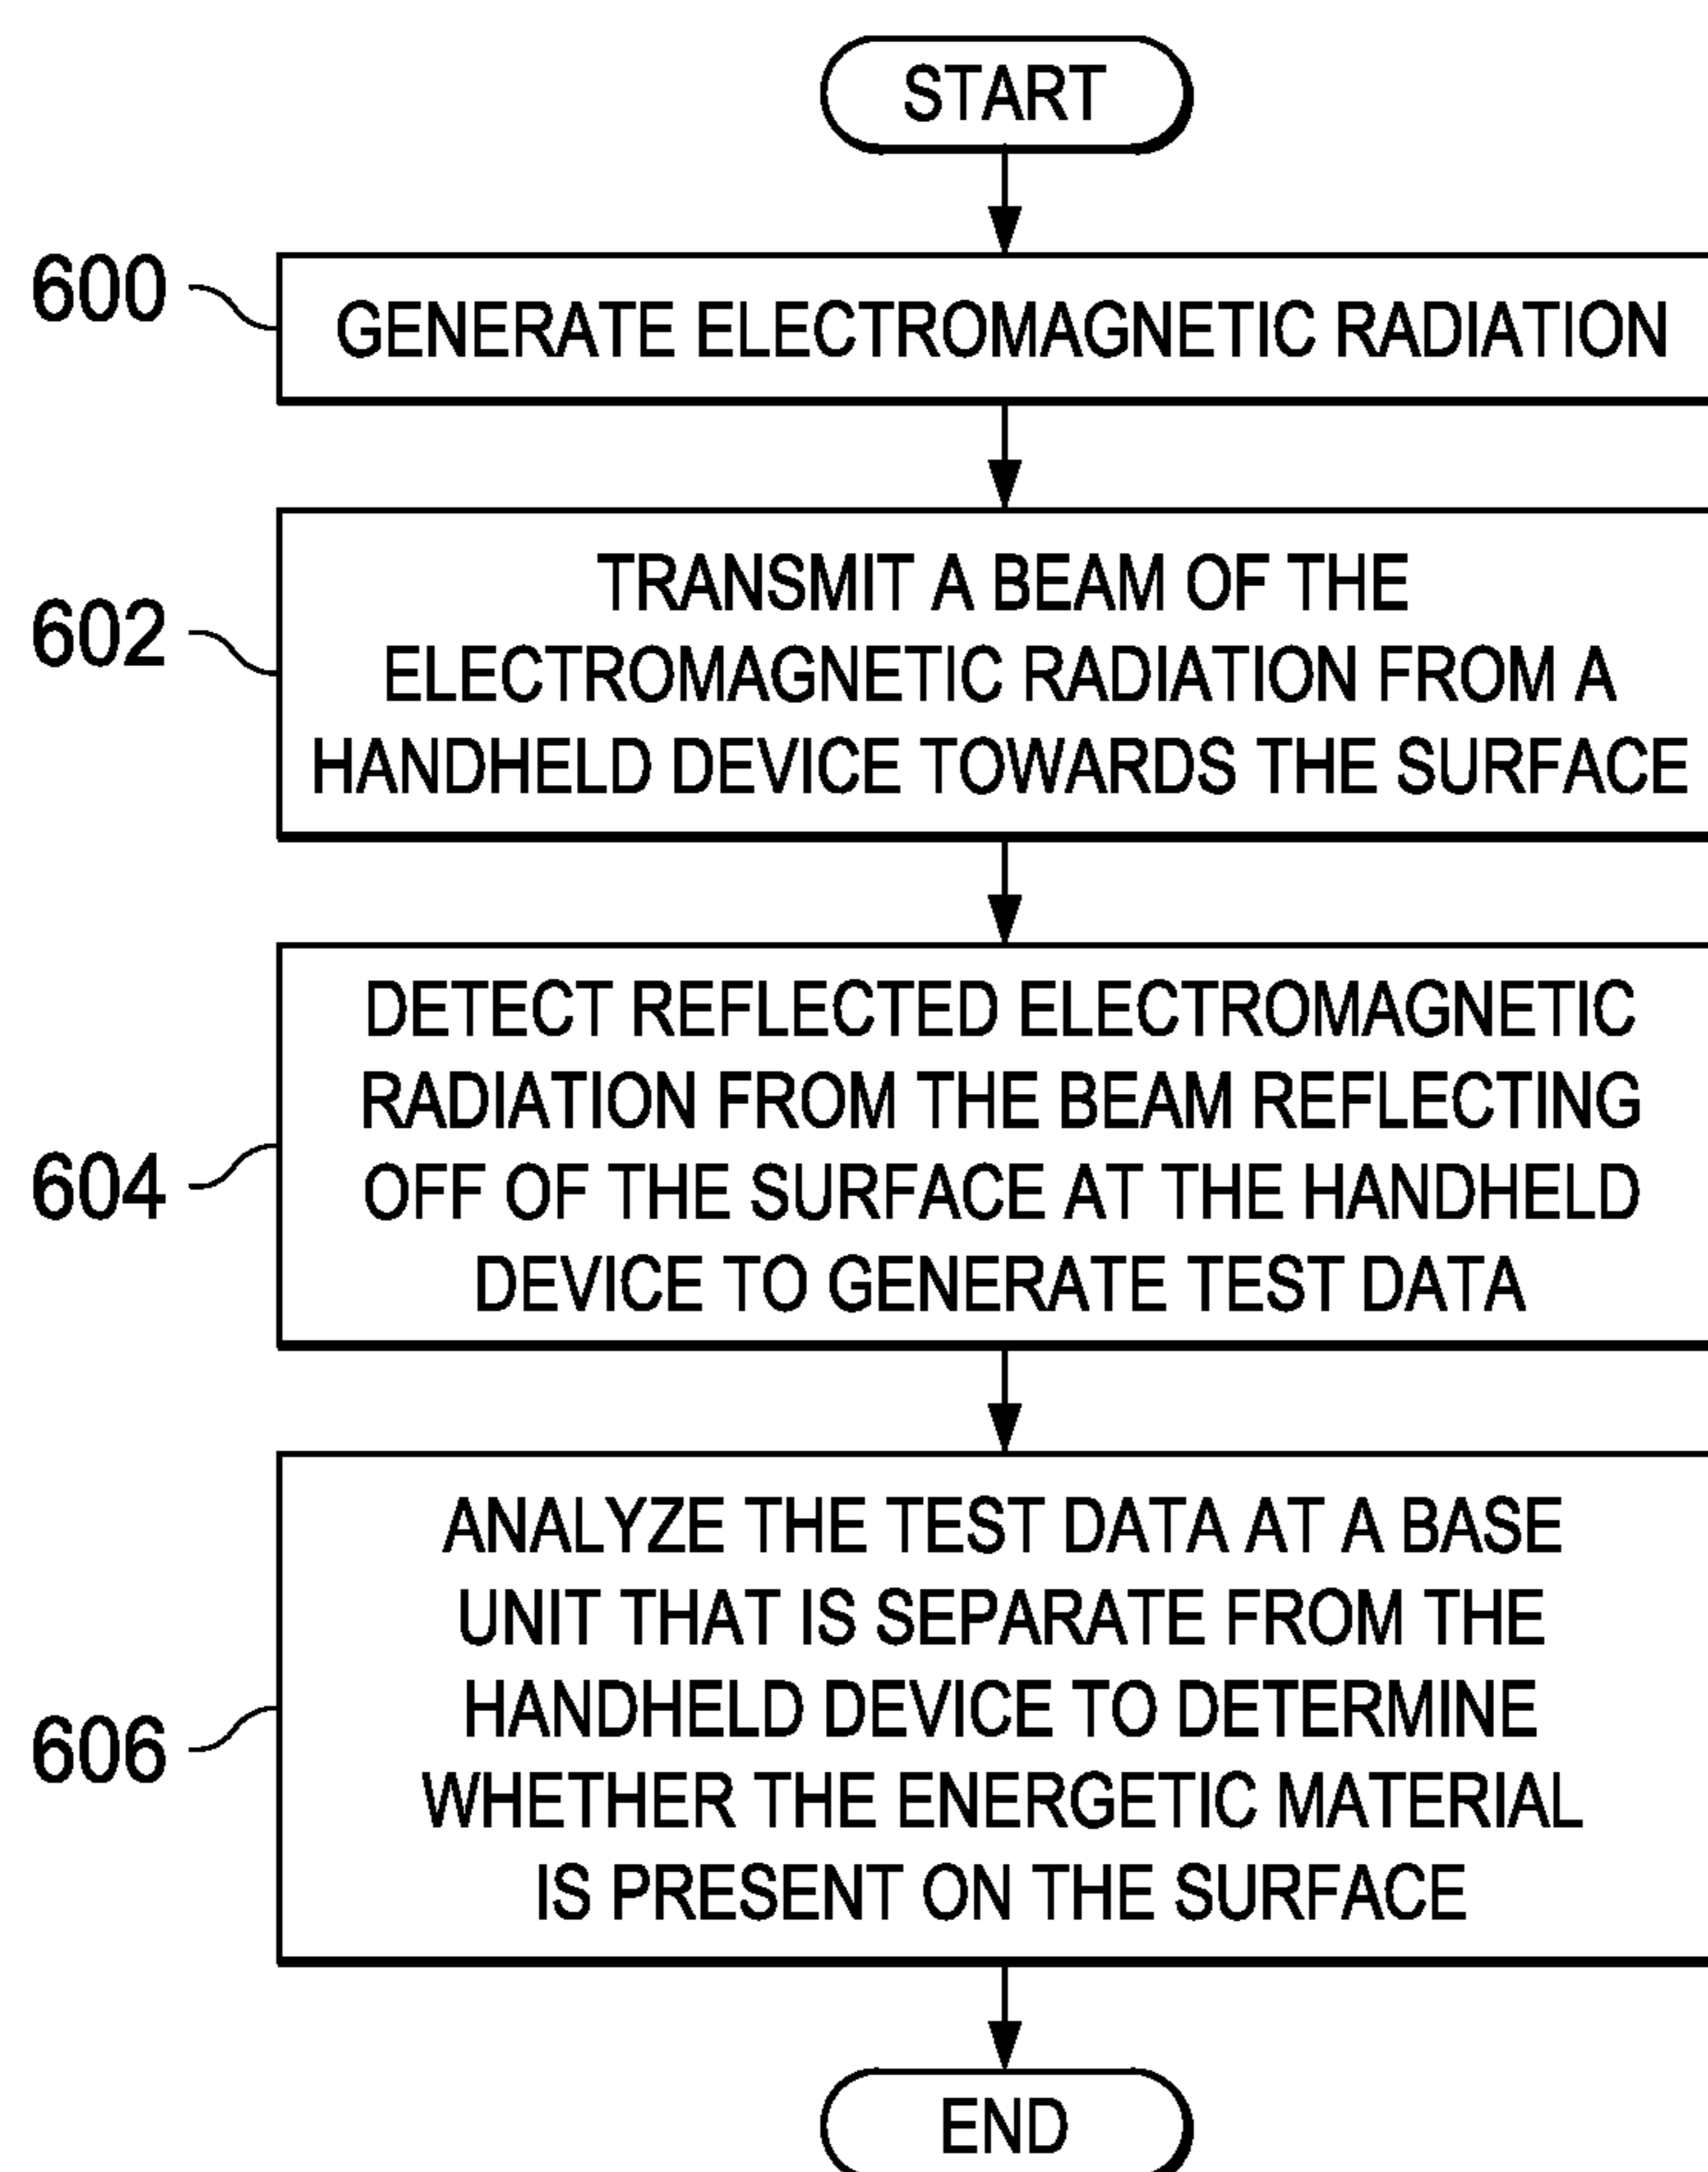 START
600
GENERATE ELECTROMAGNETIC RADIATION
602
TRANSMIT A BEAM OF THE
ELECTROMAGNETIC RADIATION FROM A
HANDHELD DEVICE TOWARDS THE SURFACE
604
DETECT REFLECTED ELECTROMAGNETIC
RADIATION FROM THE BEAM REFLECTING
OFF OF THE SURFACE AT THE HANDHELD
DEVICE TO GENERATE TEST DATA
606
ANALYZE THE TEST DATA AT A BASE
UNIT THAT IS SEPARATE FROM THE
HANDHELD DEVICE TO DETERMINE
WHETHER THE ENERGETIC MATERIAL
IS PRESENT ON THE SURFACE
END